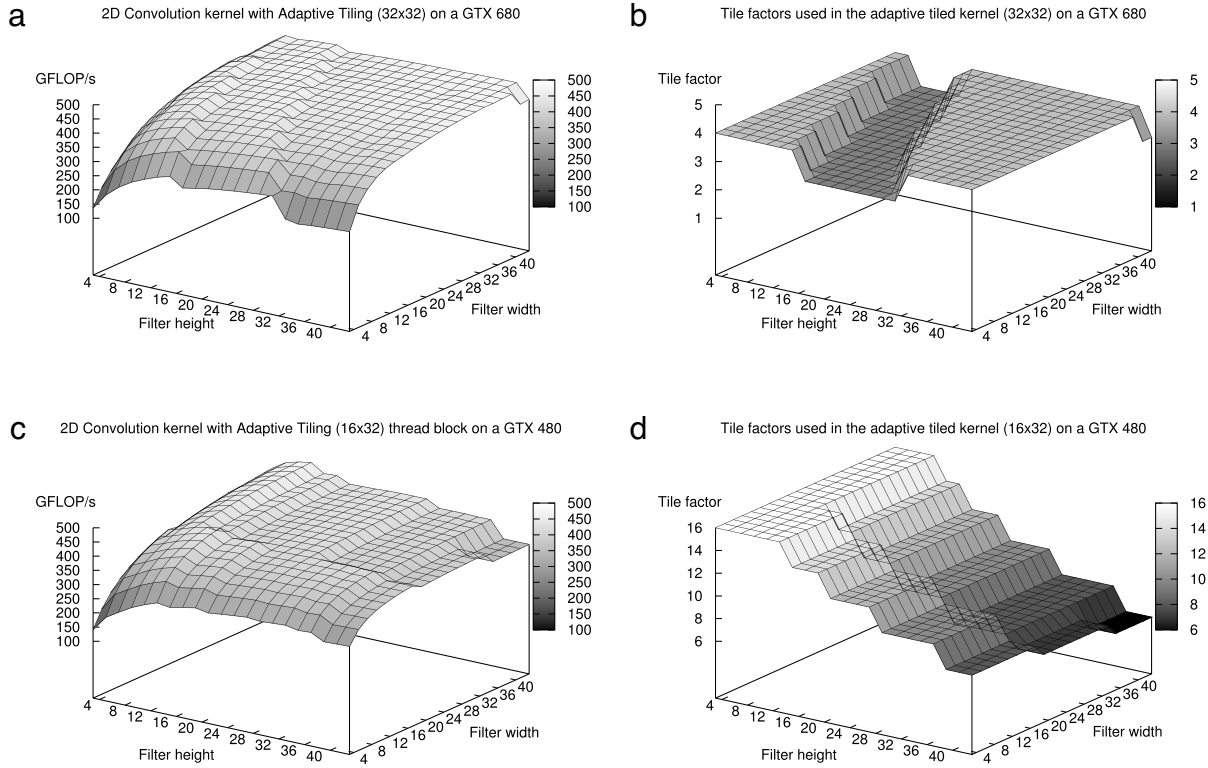 a
2D Convolution kernel with Adaptive Tiling (32x32) on a GTX 680
GFLOP/s
500
450
400
350
300
250
200
150
100
4 8 12 16 20 24 28 32 36 40
Filter height
4 8 12 16 20 24 28 32 36 40
Filter width
500
450
400
350
300
250
200
150
100
b
Tile factors used in the adaptive tiled kernel (32x32) on a GTX 680
Tile factor
5
4
3
2
1
4 8 12 16 20 24 28 32 36 40
Filter height
4 8 12 16 20 24 28 32 36 40
Filter width
5
4
3
2
1
c
2D Convolution kernel with Adaptive Tiling (16x32) thread block on a GTX 480
GFLOP/s
500
450
400
350
300
250
200
150
100
4 8 12 16 20 24 28 32 36 40
Filter height
4 8 12 16 20 24 28 32 36 40
Filter width
500
450
400
350
300
250
200
150
100
d
Tile factors used in the adaptive tiled kernel (16x32) on a GTX 480
Tile factor
16
14
12
10
8
6
4 8 12 16 20 24 28 32 36 40
Filter height
4 8 12 16 20 24 28 32 36 40
Filter width
16
14
12
10
8
6